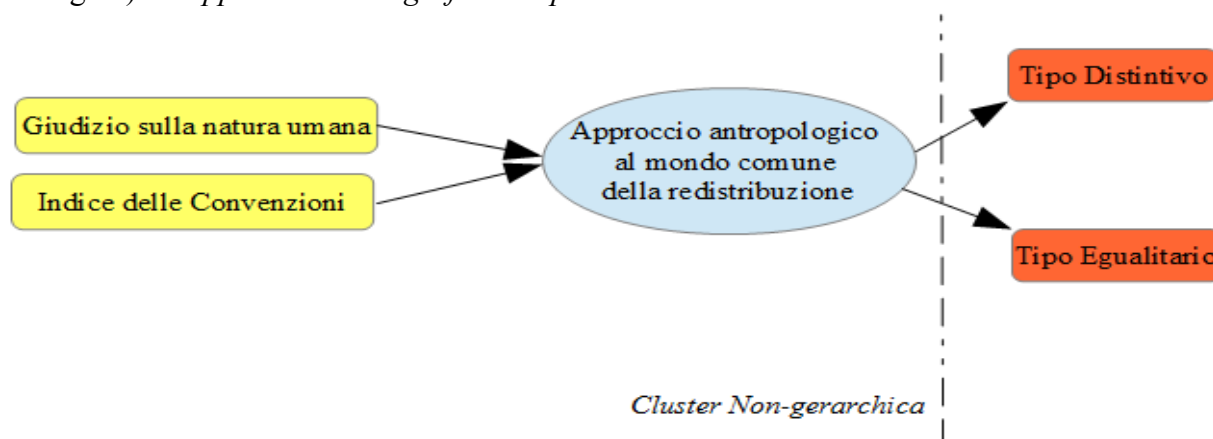 Tipo Distintivo
Giudizio sulla natura umana
Approccio antropologico
al mondo comune
della redistribuzione
Indice delle Convenzioni
Tipo Egualitario
Cluster Non-gerarchica